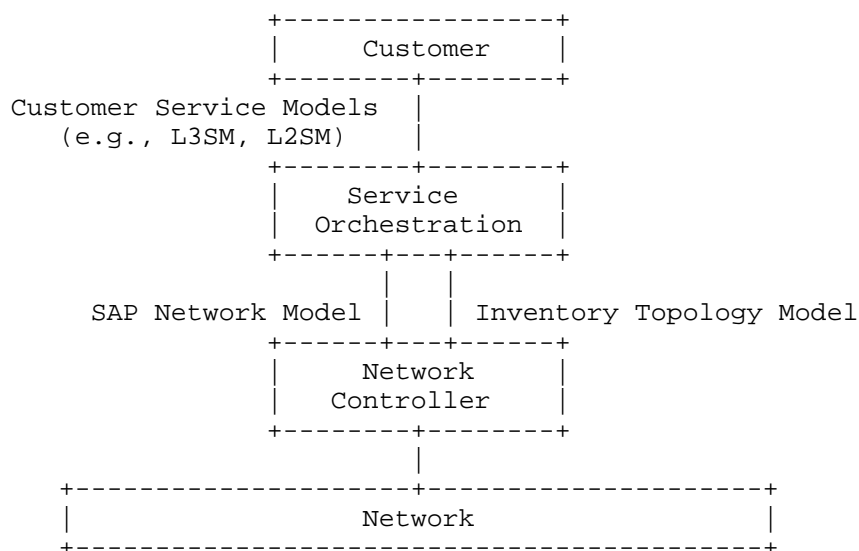 Customer
Customer Service Models
(e.g., L3SM, L2SM)
Service
Orchestration
SAP Network Model
Inventory Topology Model
Network
Controller
Network